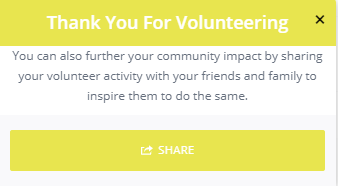 Thank You For Volunteering ×
You can also further your community impact by sharing
your volunteer activity with your friends and family to
inspire them to do the same.
SHARE